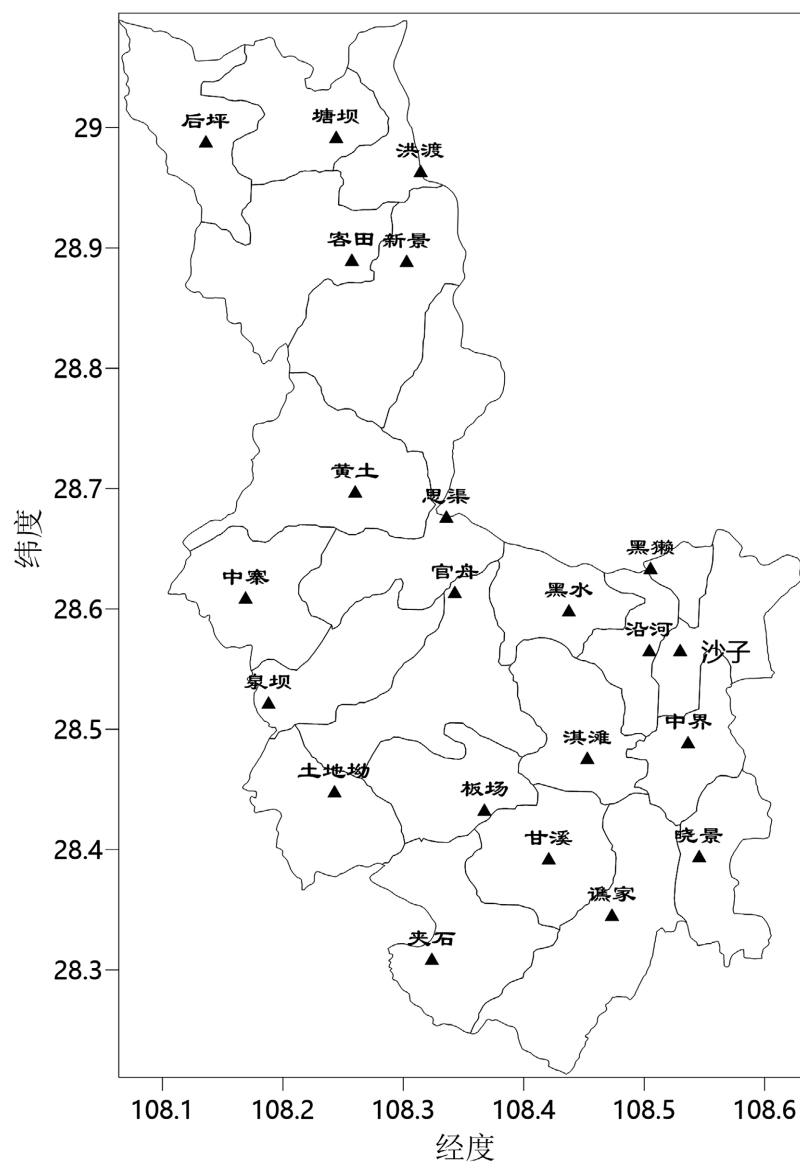 29
后坪
塘坝
洪渡
28.9
客田
新景
28.8
28.7
黄土
思渠
纬度
28.6
中寨
官舟
黑水
黑獭
沿河
沙子
28.5
泉坝
淇滩
中界
土地坳
板场
28.4
甘溪
晓景
谯家
28.3
夹石
108.1
108.2
108.3
108.4
108.5
108.6
经度